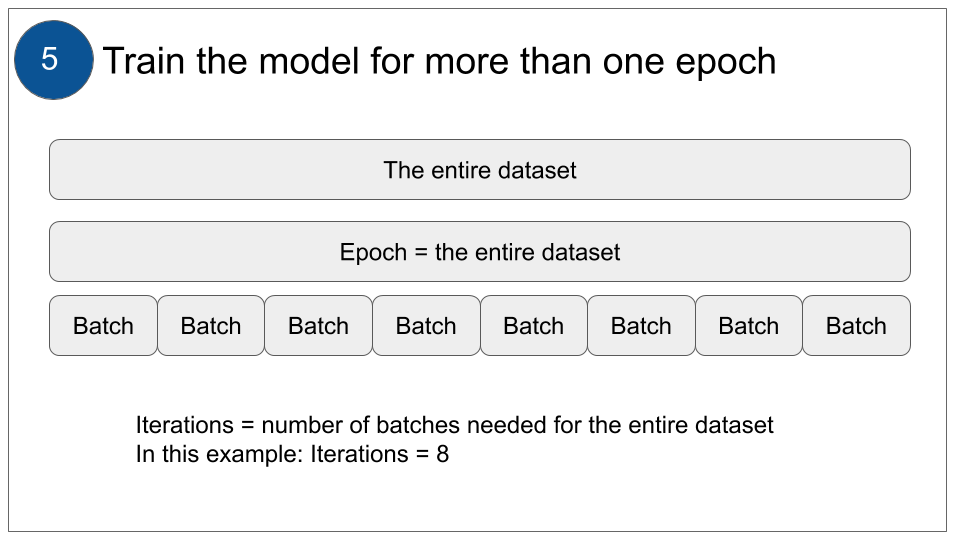 5
Train the model for more than one epoch
The entire dataset
Epoch = the entire dataset
Batch Batch Batch Batch Batch Batch Batch Batch
Iterations = number of batches needed for the entire dataset
In this example: Iterations = 8